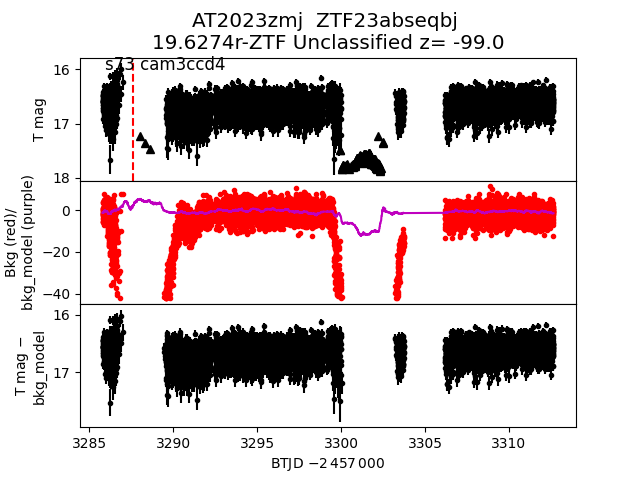 AT2023zmj  ZTF23abseqbj
19.6274r-ZTF Unclassified z= -99.0
s73 cam3ccd4
16
17
18
T mag
0
−20
−40
Bkg (red)/
bkg_model (purple)
16
17
T mag −
bkg_model
3285 3290 3295 3300 3305 3310
BTJD −2 457 000